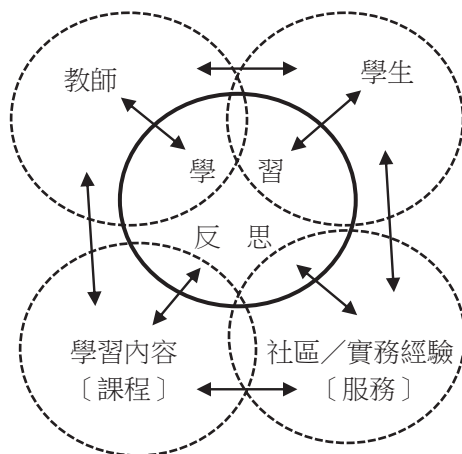 教師
學生
學 習
反 思
學習內容
〔課程〕
社區／實務經驗
〔服務〕